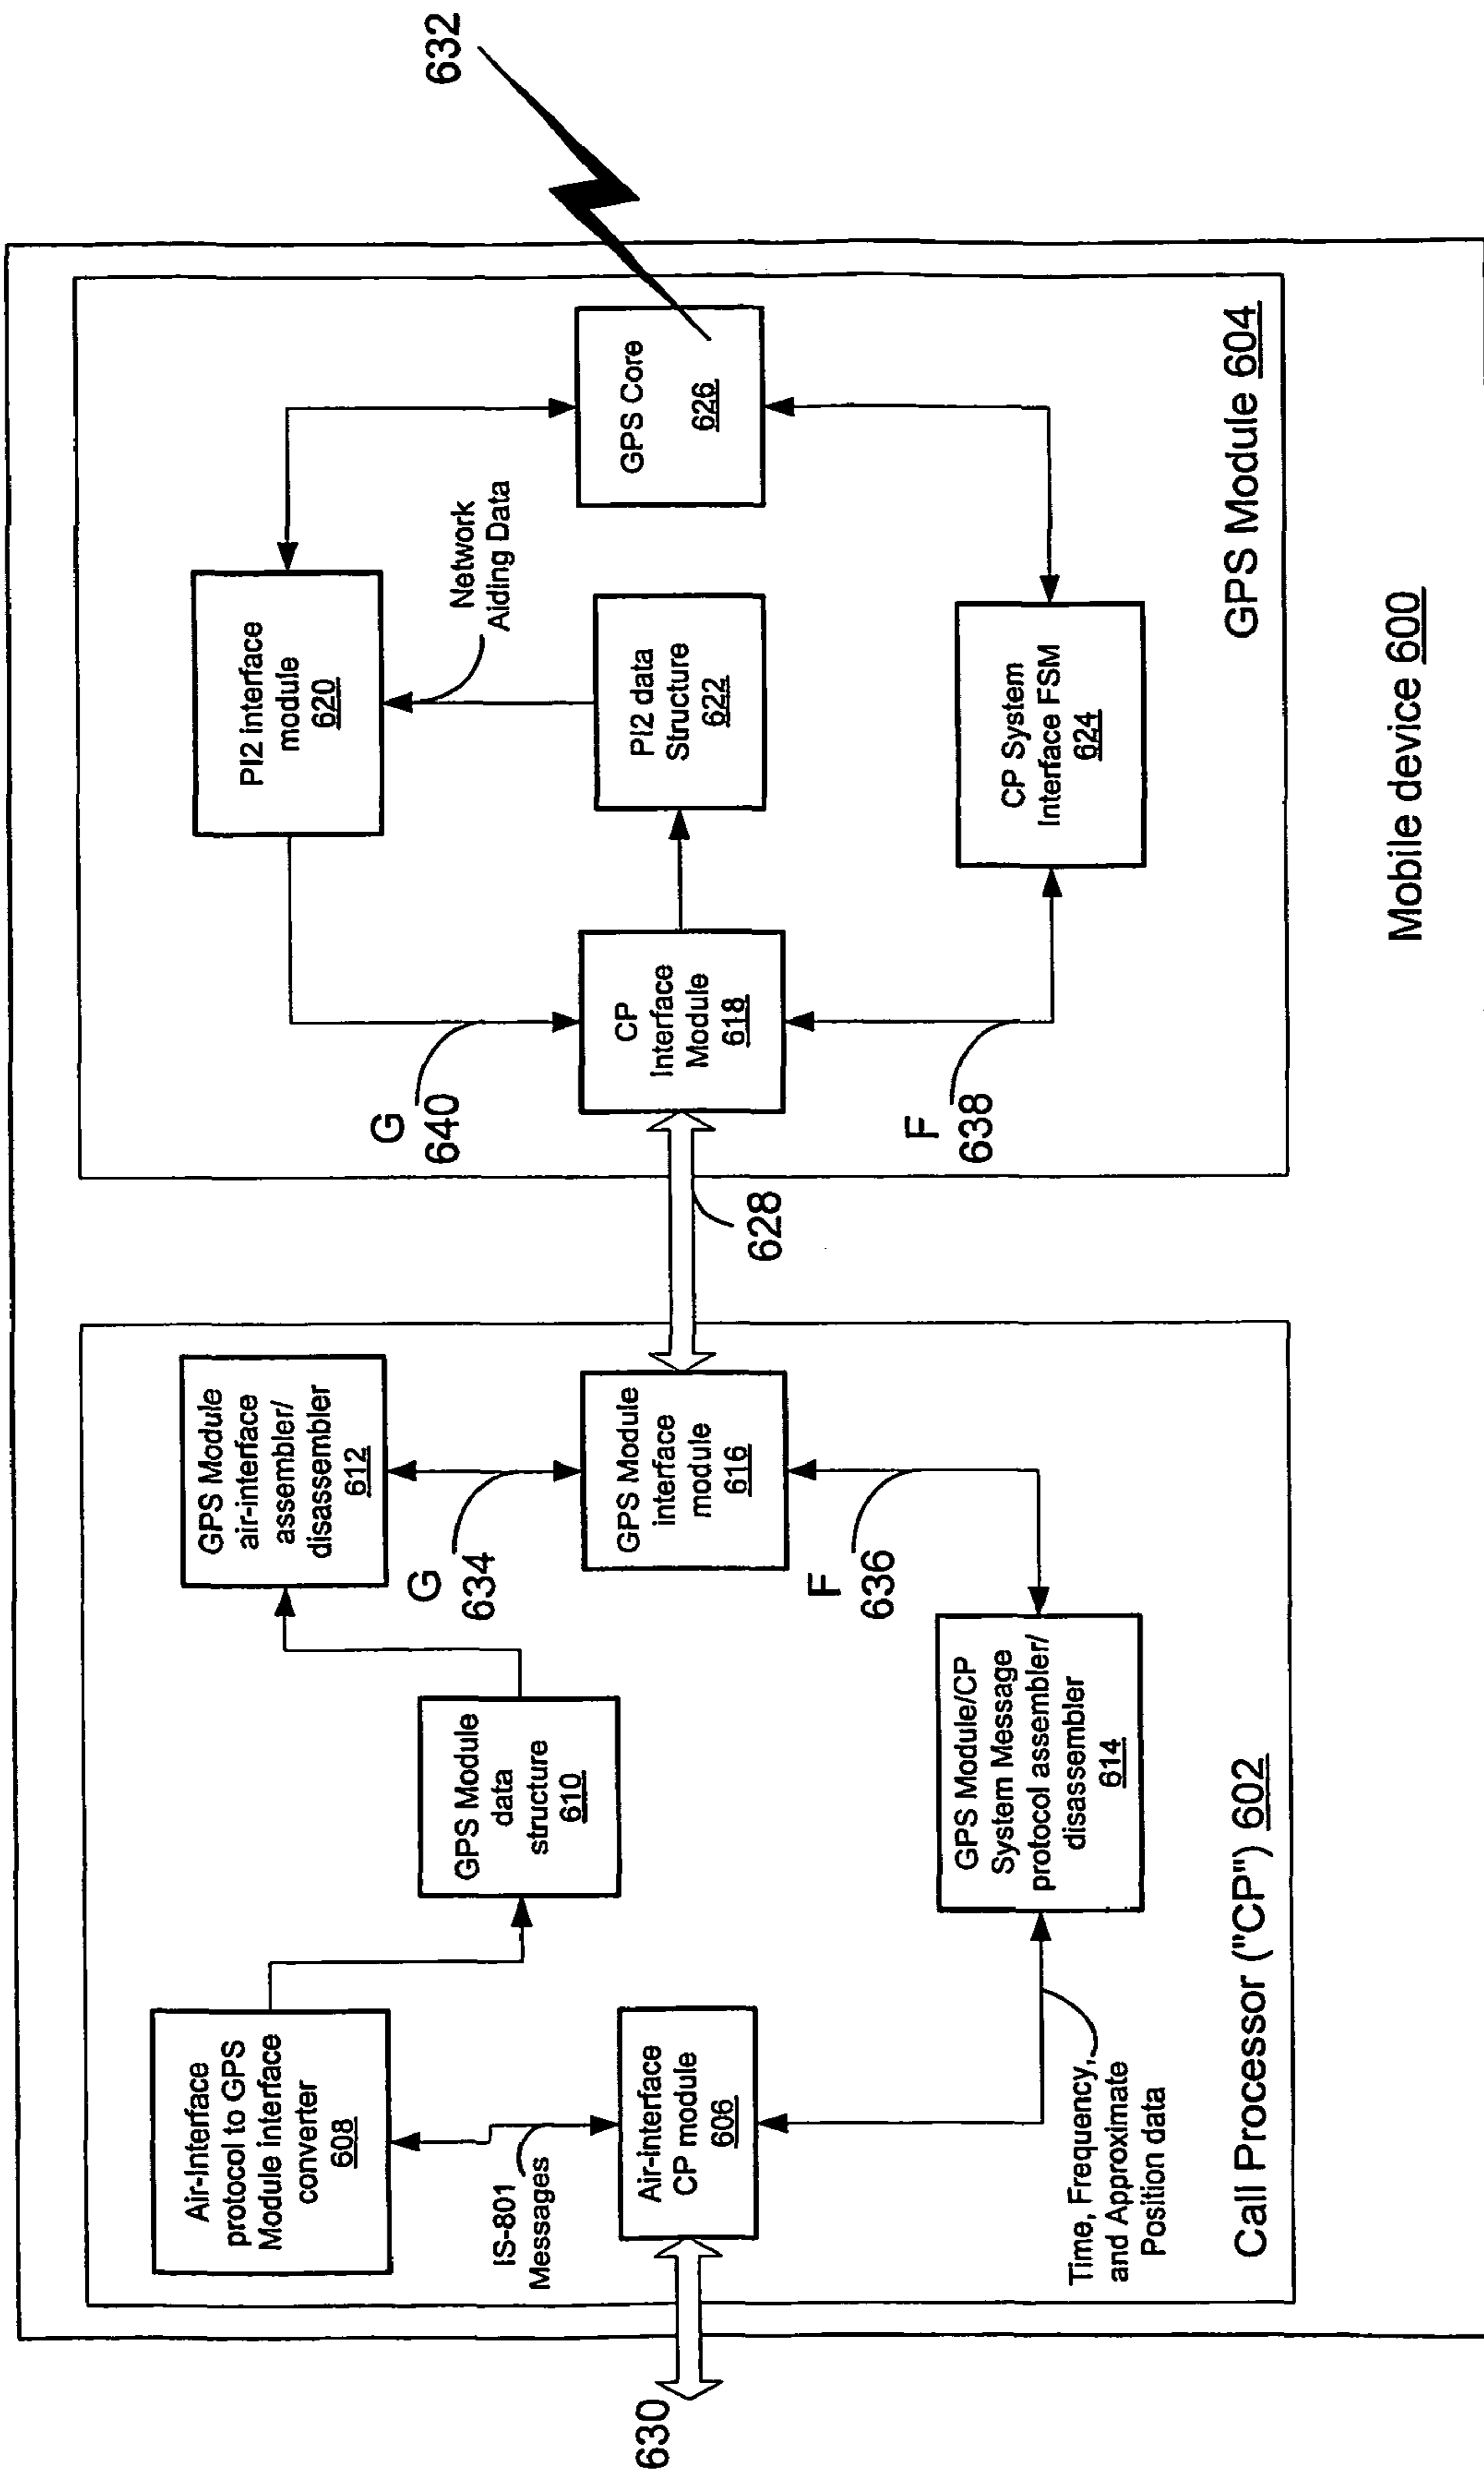 Air-Interface
protocol to GPS
Module interface
converter
608
IS-801
Messages
630
Air-interface
CP module
606
Time, Frequency,
and Approximate
Position data
GPS Module
data
structure
610
GPS Module
air-interface
assembler/
disassembler
612
G
634
GPS Module
interface
module
616
F
636
GPS Module/CP
System Message
protocol assembler/
disassembler
614
Call Processor ("CP") 602
628
G
640
CP
Interface
Module
618
F
638
PI2 interface
module
620
Network
Aiding Data
PI2 data
Structure
622
CP System
Interface FSM
624
GPS Core
626
632
GPS Module 604
Mobile device 600